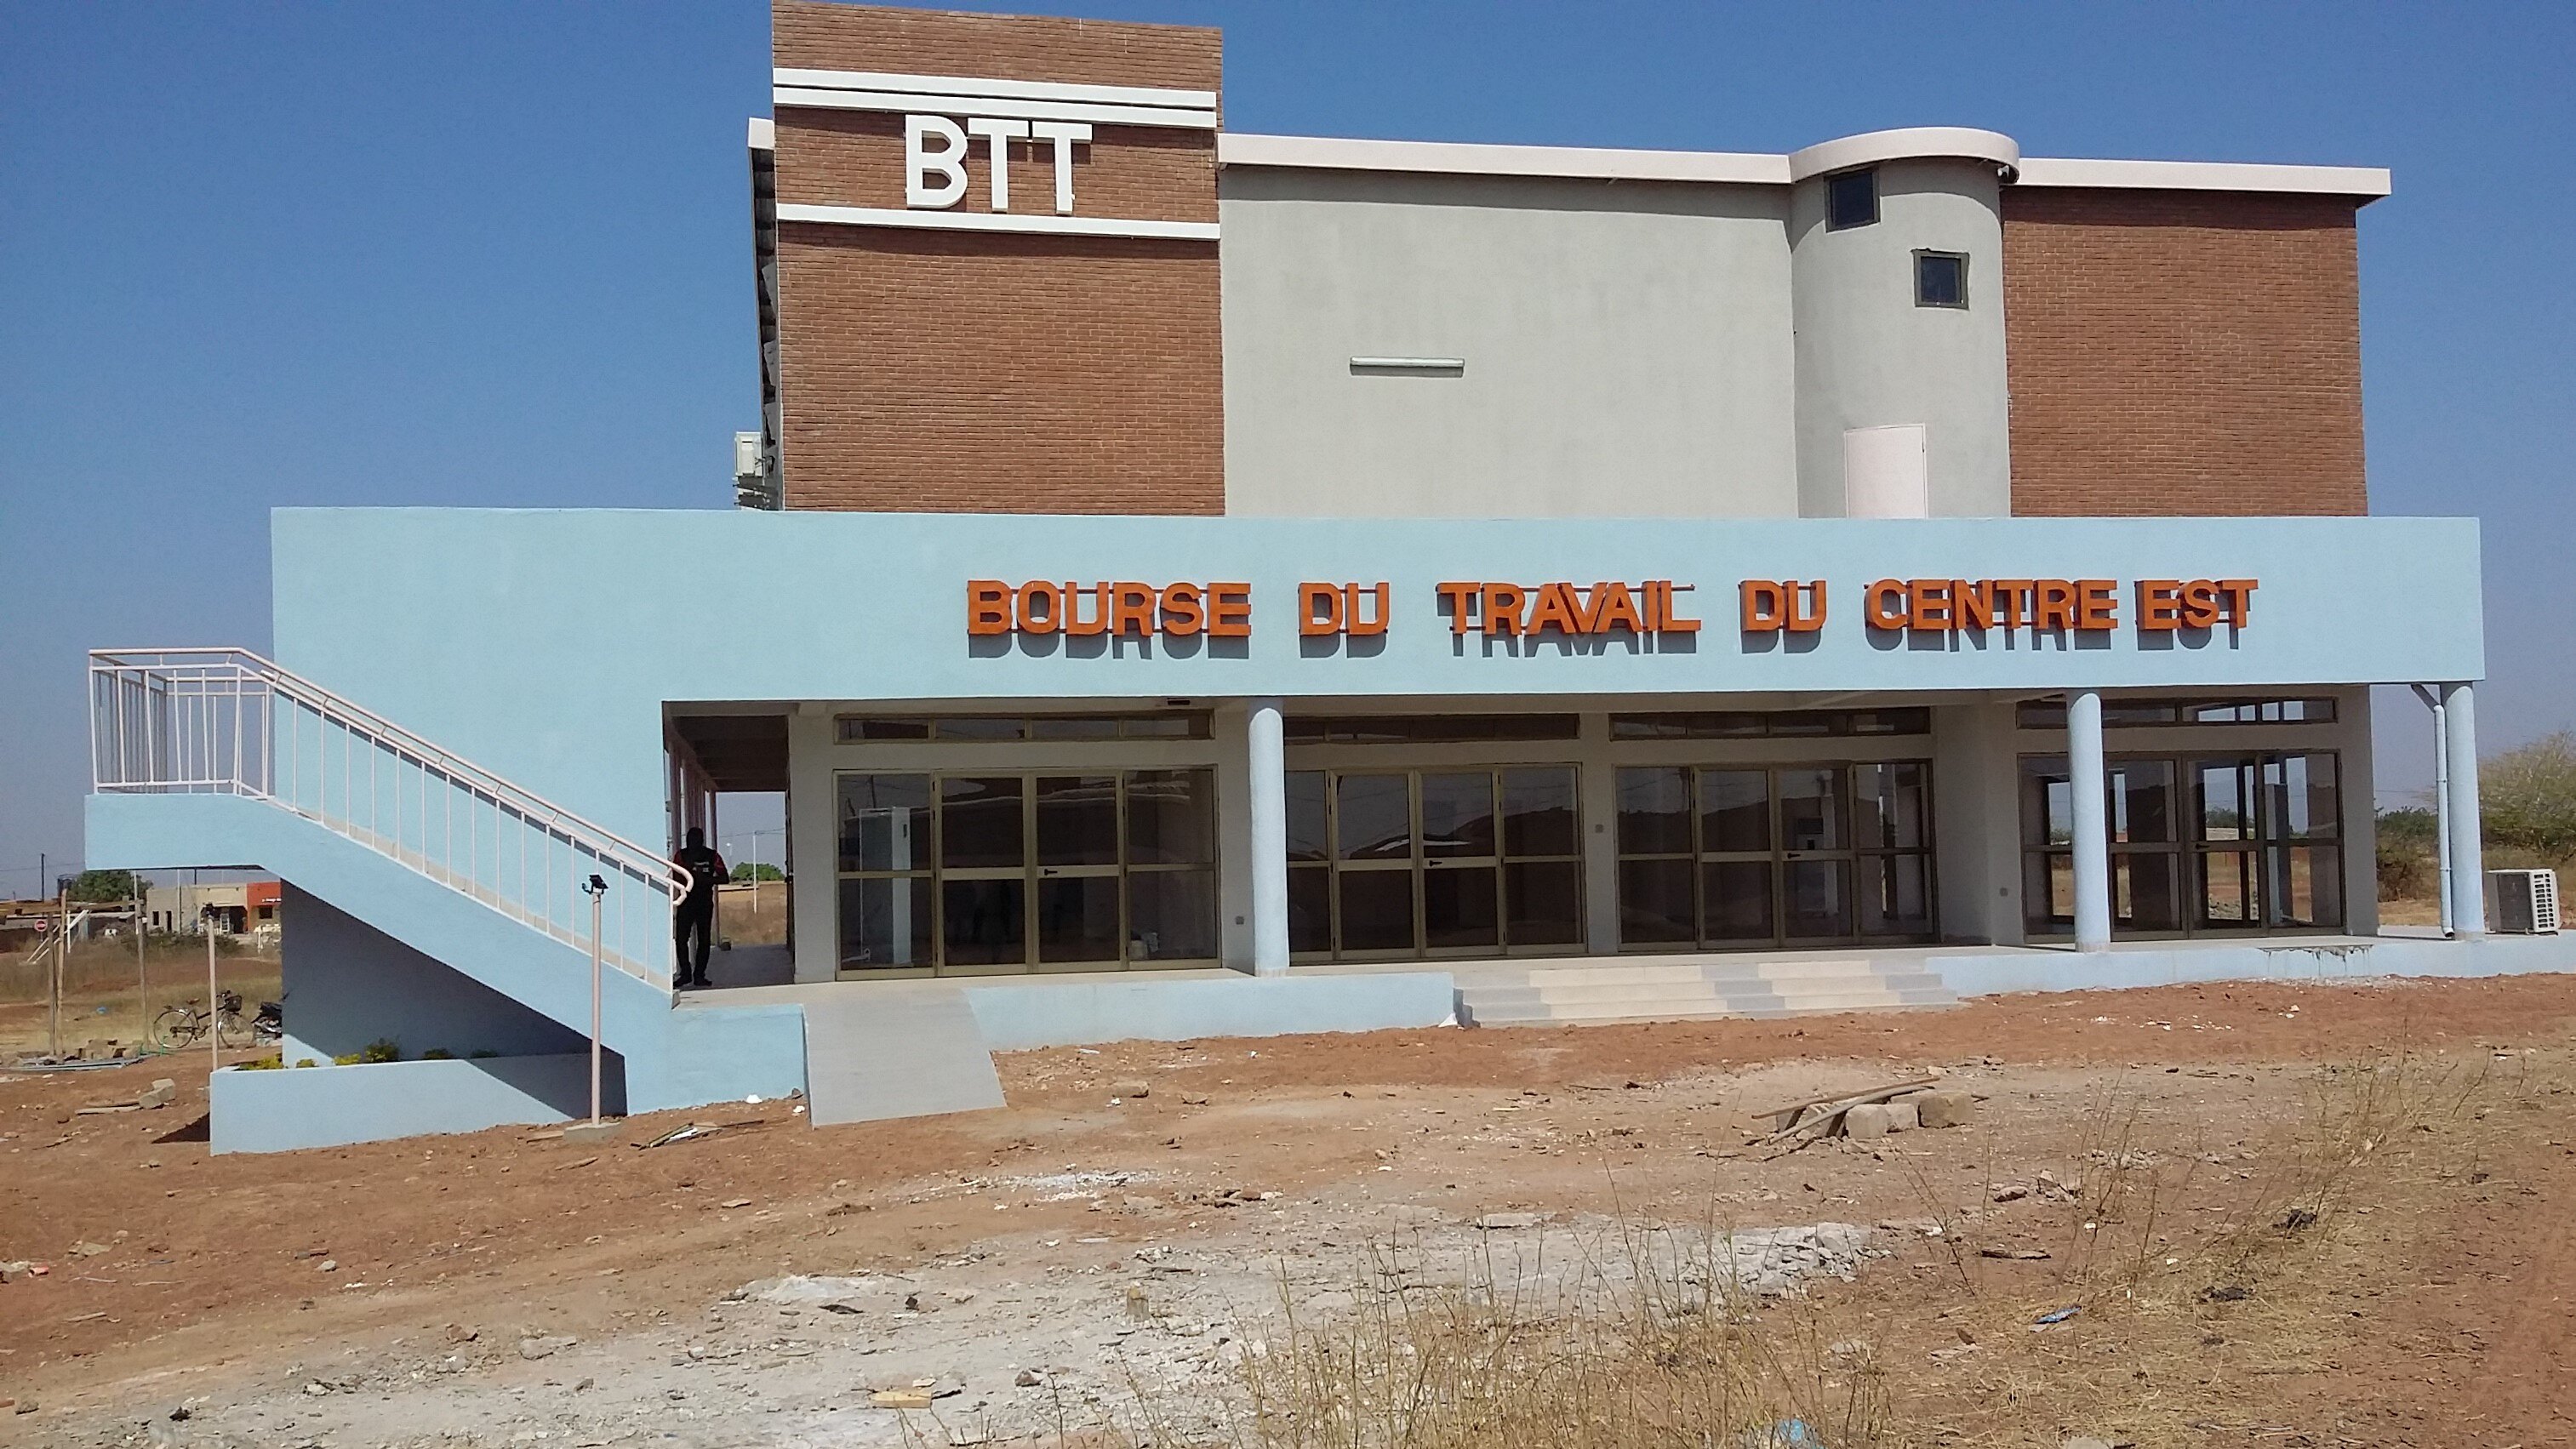 BTT
BOURSE DU TRAVAIL DU CENTRE EST